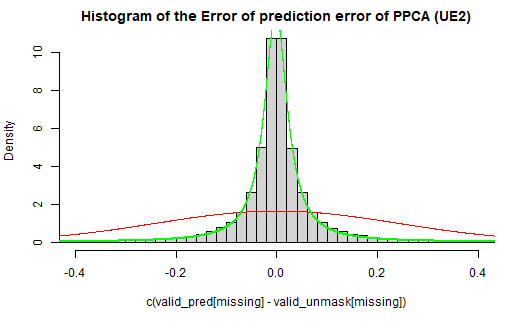 Histogram of the Error of prediction error of PPCA (UE2)
Density
10
8
6
4
2
0
-0.4 -0.2 0.0 0.2 0.4
c(valid_pred[missing] - valid_unmask[missing])